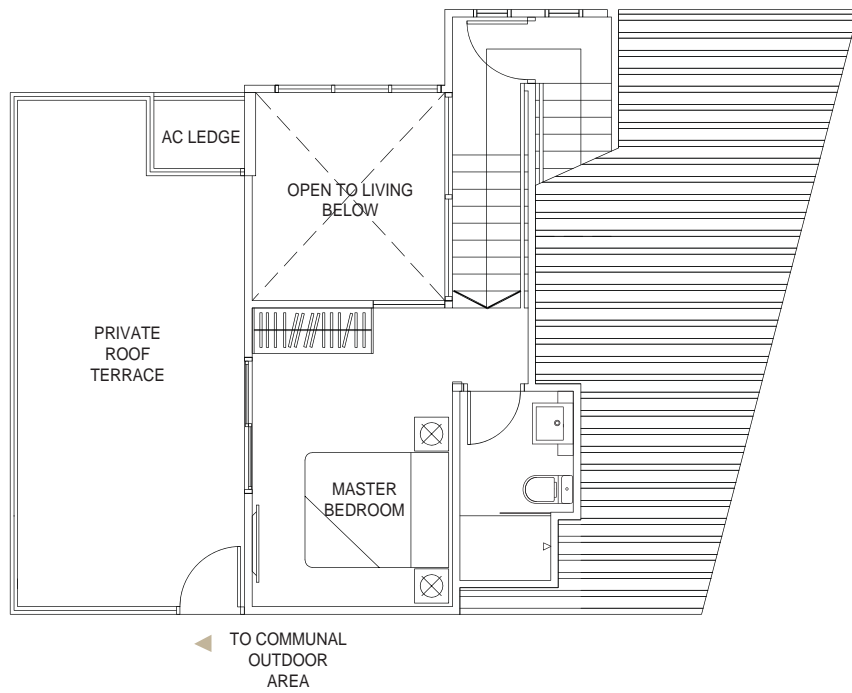 AC LEDGE
OPEN TO LIVING
BELOW
PRIVATE
ROOF
TERRACE
MASTER
BEDROOM
TO COMMUNAL
OUTDOOR
AREA